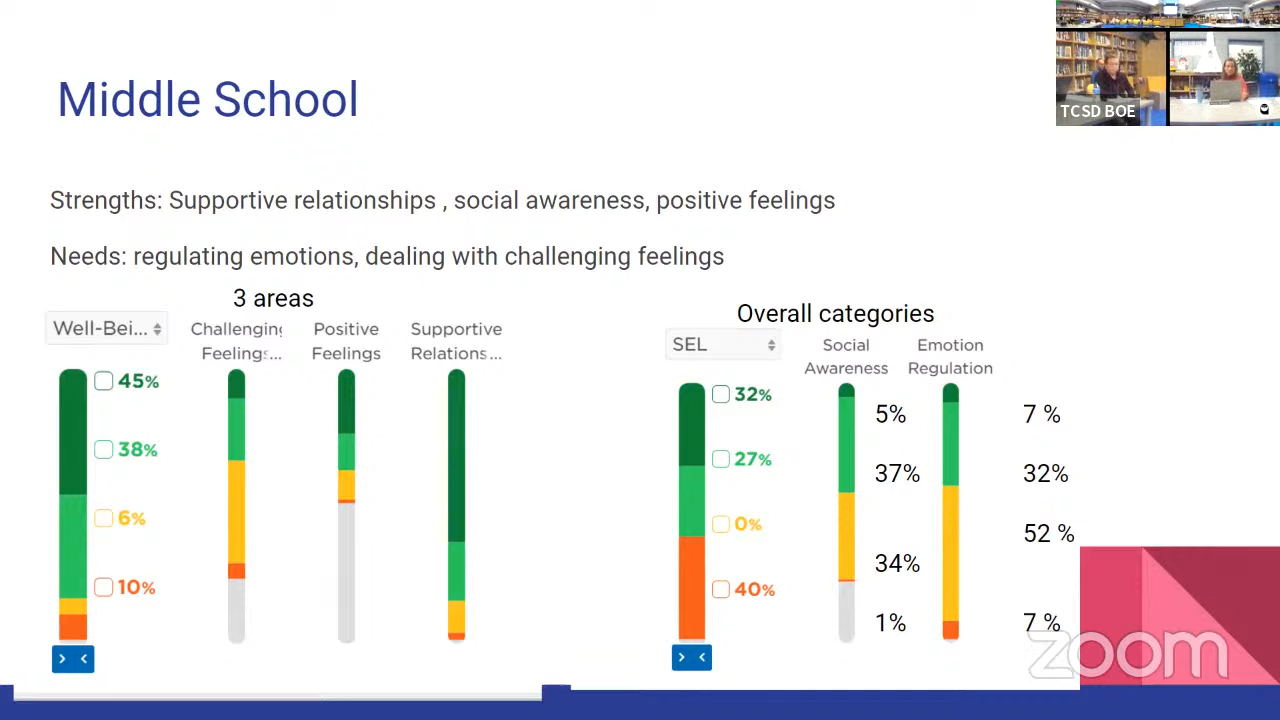 Middle School
TCSD BOE
Strengths: Supportive relationships , social awareness, positive feelings
Needs: regulating emotions, dealing with challenging feelings
3 areas
Well-Bei...
Challenging
Feelings...
Positive
Feelings
Supportive
Relations...
45%
38%
6%
10%
Overall categories
SEL
Social
Awareness
Emotion
Regulation
32%
27%
0%
40%
5%
37%
34%
1%
7 %
32%
52 %
7 %
zoom